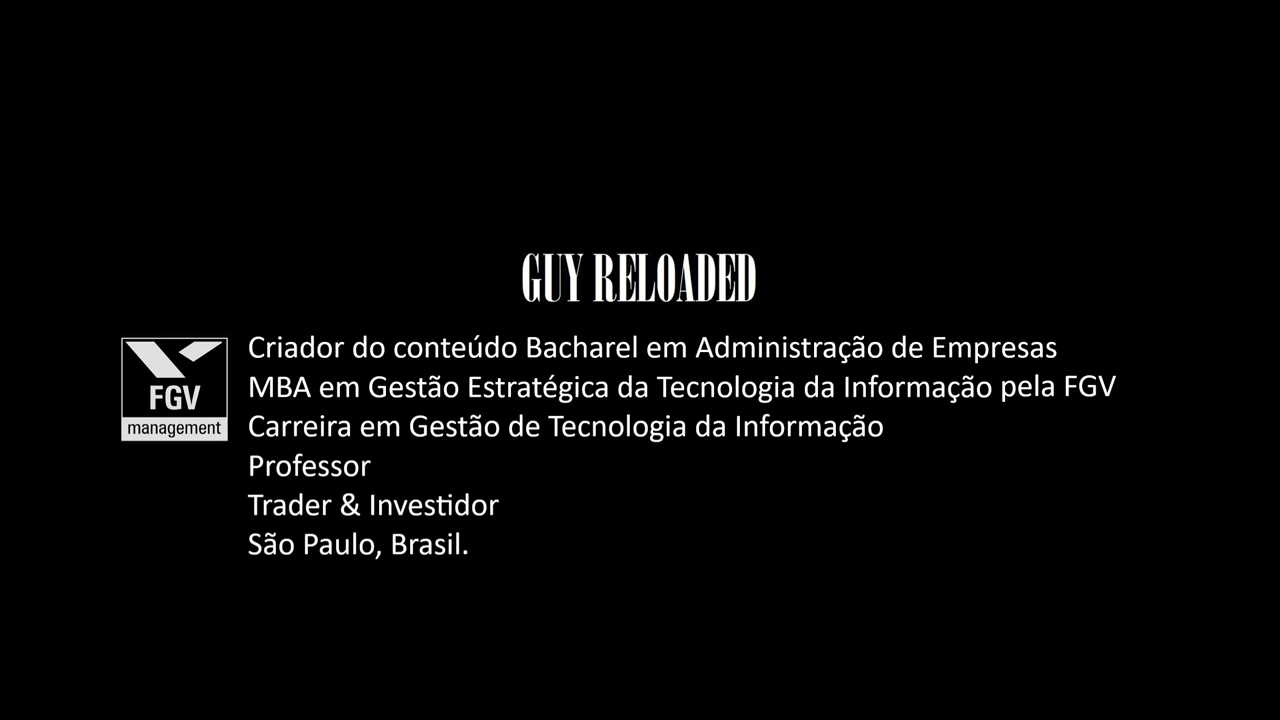 GUY RELOADED
Criador do conteúdo Bacharel em Administração de Empresas
MBA em Gestão Estratégica da Tecnologia da Informação pela FGV
Carreira em Gestão de Tecnologia da Informação
Professor
Trader & Investidor
São Paulo, Brasil.
FGV
management